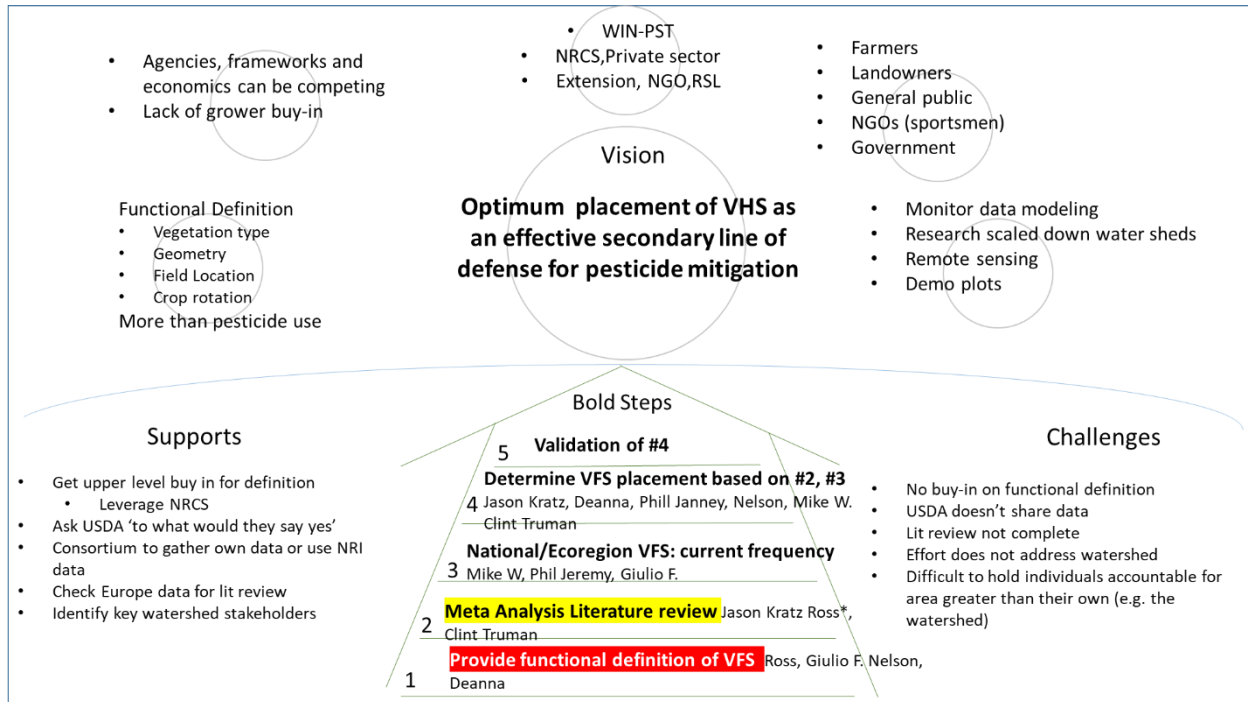 • Agencies, frameworks and
economics can be competing
• Lack of grower buy-in
• WIN-PST
• NRCS,Private sector
• Extension, NGO,RSL
• Farmers
• Landowners
• General public
• NGOs (sportsmen)
• Government
Functional Definition
• Vegetation type
• Geometry
• Field Location
• Crop rotation
More than pesticide use
Vision
Optimum placement of VHS as
an effective secondary line of
defense for pesticide mitigation
• Monitor data modeling
• Research scaled down water sheds
• Remote sensing
• Demo plots
Supports
• Get upper level buy in for definition
• Leverage NRCS
• Ask USDA 'to what would they say yes'
• Consortium to gather own data or use NRI
data
• Check Europe data for lit review
• Identify key watershed stakeholders
Bold Steps
5 Validation of #4
Determine VFS placement based on #2, #3
4 Jason Kratz, Deanna, Phill Janney, Nelson, Mike W.
Clint Truman
National/Ecoregion VFS: current frequency
3 Mike W, Phil Jeremy, Giulio F.
Meta Analysis Literature review Jason Kratz Ross*,
2 Clint Truman
Provide functional definition of VFS Ross, Giulio F. Nelson,
1 Deanna
Challenges
• No buy-in on functional definition
• USDA doesn't share data
• Lit review not complete
• Effort does not address watershed
• Difficult to hold individuals accountable for
area greater than their own (e.g. the
watershed)